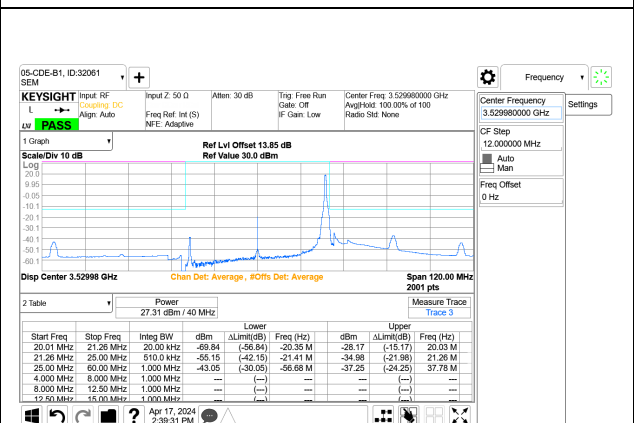 05-CDE-B1, ID:32061
SEM
Frequency
KEYSIGHT
Input: RF
Coupling: DC
Align: Auto
Input Z: 50 Ω
Freq Ref: Int (S)
NFE: Adaptive
Atten: 30 dB
Trig: Free Run
Gate: Off
IF Gain: Low
Center Freq: 3.529980000 GHz
Avg|Hold: 100.00% of 100
Radio Std: None
L
LXI PASS
Center Frequency
3.529980000 GHz
Settings
CF Step
12.000000 MHz
Auto
Man
Freq Offset
0 Hz
1 Graph
Scale/Div 10 dB
Ref Lvl Offset 13.85 dB
Ref Value 30.0 dBm
Log
20.0
9.95
-0.05
-10.1
-20.1
-30.1
-40.1
-50.1
-60.1
Disp Center 3.52998 GHz
Chan Det: Average , #Offs Det: Average
Span 120.00 MHz
2001 pts
2 Table
Power
27.31 dBm / 40 MHz
Measure Trace
Trace 3
Lower Upper
Start Freq Stop Freq Integ BW dBm ΔLimit(dB) Freq (Hz) dBm ΔLimit(dB) Freq (Hz)
20.01 MHz 21.26 MHz 20.00 kHz -69.84 (-56.84) -20.35 M -28.17 (-15.17) 20.03 M
21.26 MHz 25.00 MHz 510.0 kHz -55.15 (-42.15) -21.41 M -34.98 (-21.98) 21.26 M
25.00 MHz 60.00 MHz 1.000 MHz -43.05 (-30.05) -56.68 M -37.25 (-24.25) 37.78 M
4.000 MHz 8.000 MHz 1.000 MHz --- (---) --- --- (---) ---
8.000 MHz 12.50 MHz 1.000 MHz --- (---) --- --- (---) ---
12.50 MHz 15.00 MHz 1.000 MHz --- (---) --- --- (---) ---
?
Apr 17, 2024
2:39:31 PM